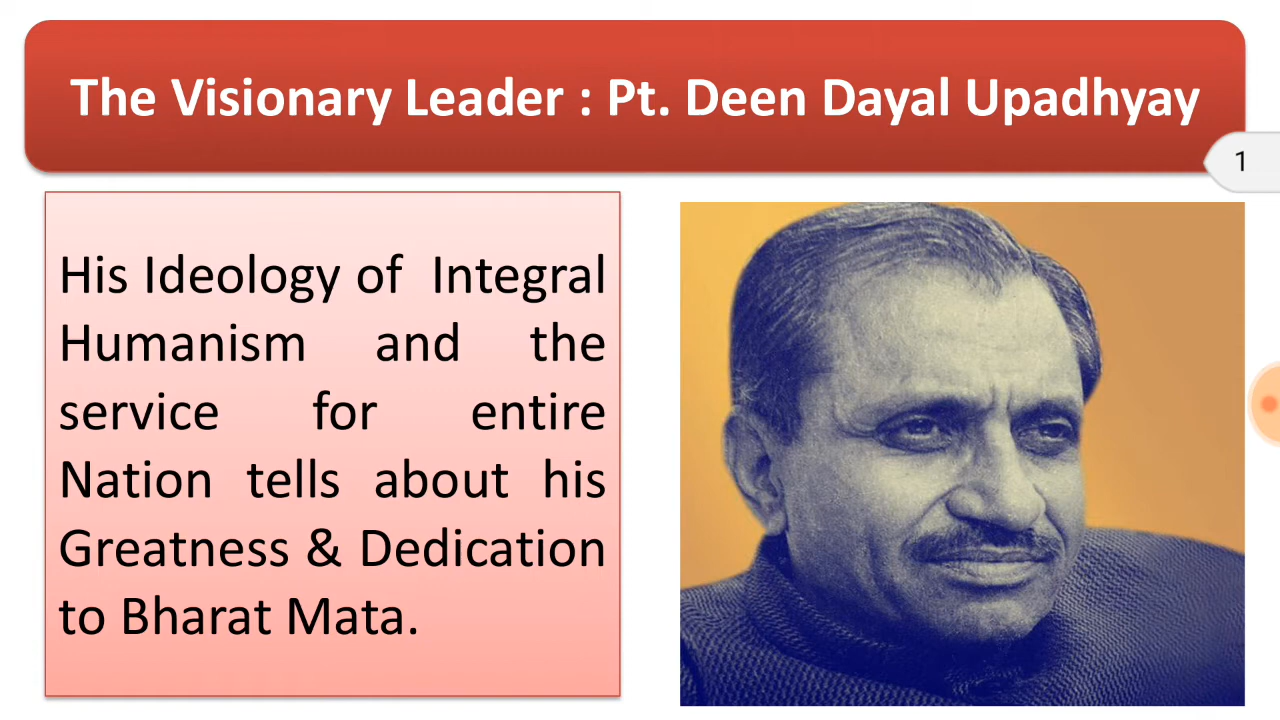 The Visionary Leader : Pt. Deen Dayal Upadhyay
1
His Ideology of Integral
Humanism and the
service for entire
Nation tells about his
Greatness & Dedication
to Bharat Mata.